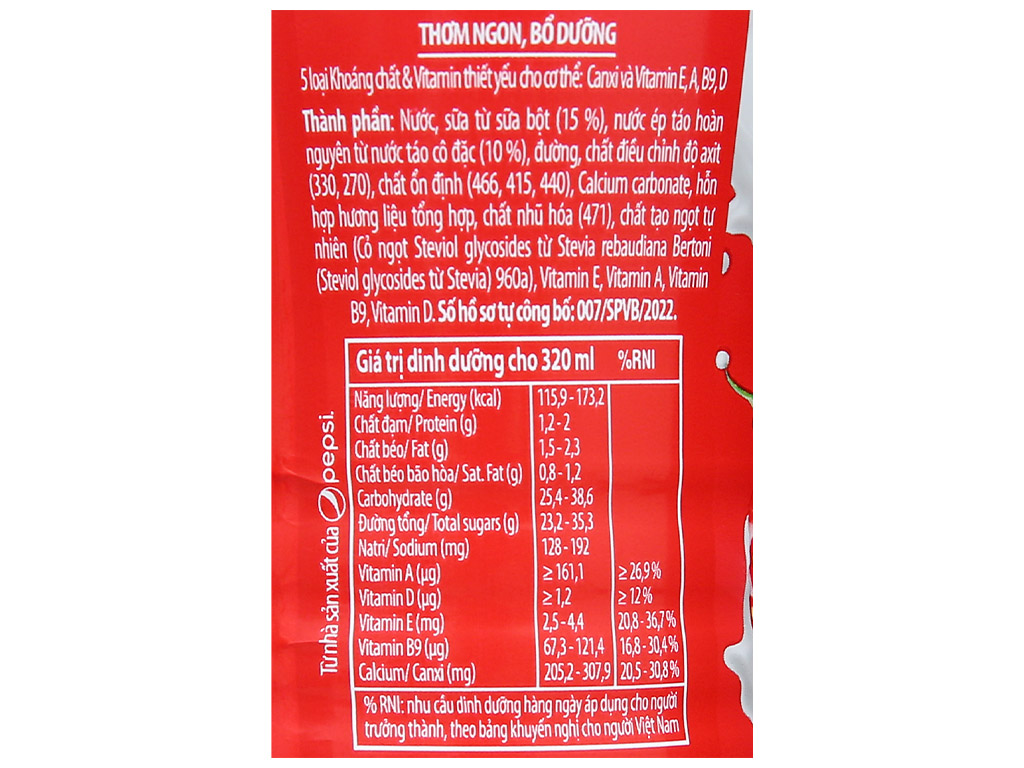 THƠM NGON, BỔ DƯỠNG
5 loại Khoáng chất & Vitamin thiết yếu cho cơ thể: Canxi và Vitamin E, A, B9, D
Thành phần: Nước, sữa từ sữa bột (15 %), nước ép táo hoàn
nguyên từ nước táo cô đặc (10 %), đường, chất điều chỉnh độ axit
(330, 270), chất ổn định (466, 415, 440), Calcium carbonate, hỗn
hợp hương liệu tổng hợp, chất nhũ hóa (471), chất tạo ngọt tự
nhiên (Cỏ ngọt Steviol glycosides từ Stevia rebaudiana Bertoni
(Steviol glycosides từ Stevia) 960a), Vitamin E, Vitamin A, Vitamin
B9, Vitamin D. Số hồ sơ tự công bố: 007/SPVB/2022.
Giá trị dinh dưỡng cho 320 ml %RNI
Năng lượng/ Energy (kcal) 115,9 - 173,2
Chất đạm/ Protein (g) 1,2 - 2
Chất béo/ Fat (g) 1,5 - 2,3
Chất béo bão hòa/ Sat. Fat (g) 0,8 - 1,2
Carbohydrate (g) 25,4 - 38,6
Đường tổng/ Total sugars (g) 23,2 - 35,3
Natri/ Sodium (mg) 128 - 192
Vitamin A (µg) ≥ 161,1 ≥ 26,9 %
Vitamin D (µg) ≥ 1,2 ≥ 12 %
Vitamin E (mg) 2,5 - 4,4 20,8 - 36,7 %
Vitamin B9 (µg) 67,3 - 121,4 16,8 - 30,4 %
Calcium/ Canxi (mg) 205,2 - 307,9 20,5 - 30,8 %
% RNI: nhu cầu dinh dưỡng hàng ngày áp dụng cho người
trưởng thành, theo bảng khuyến nghị cho người Việt Nam
Từ nhà sản xuất của pepsi.